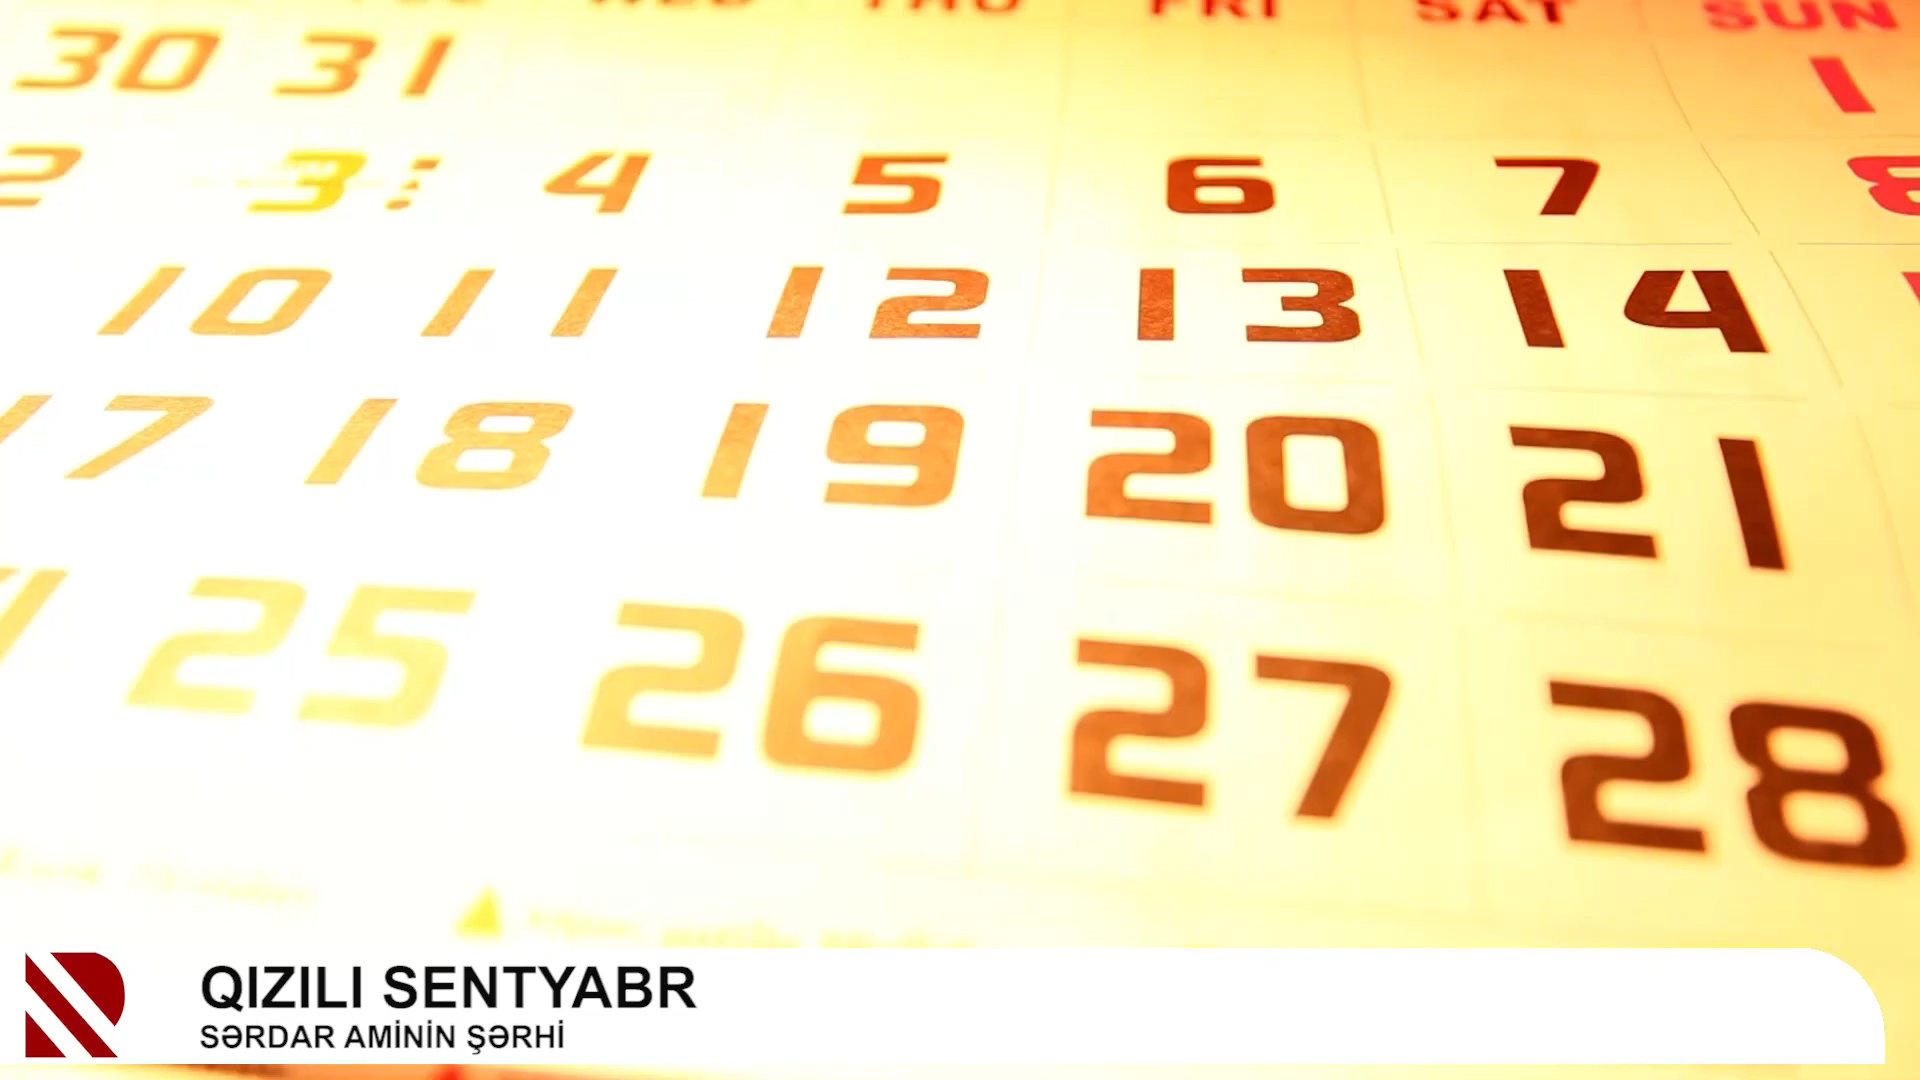 WED THU FRI SAT SUN
30 31 1
2 3 4 5 6 7 8
10 11 12 13 14
17 18 19 20 21
25 26 27 28
QIZILI SENTYABR
SƏRDAR AMİNİN ŞƏRHİ